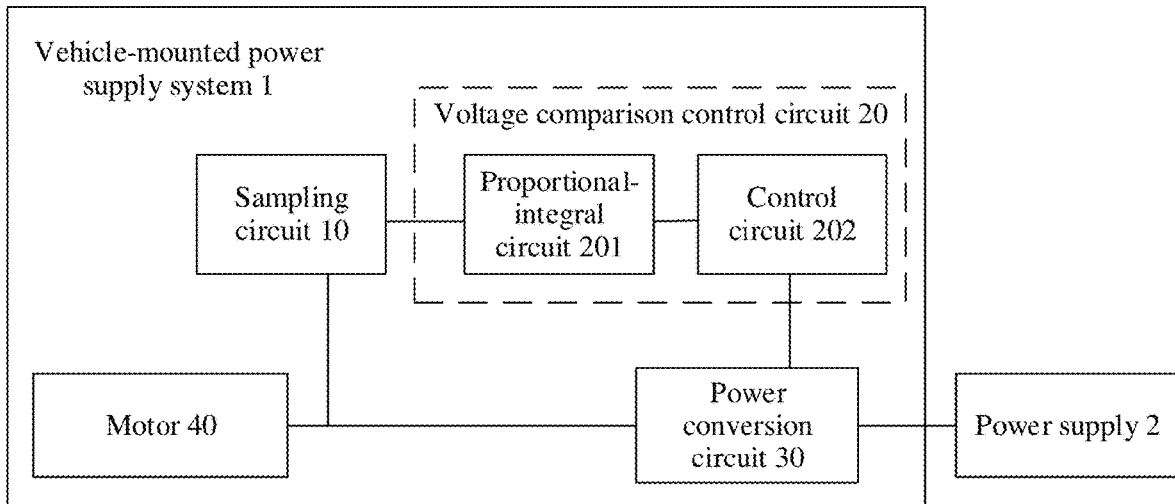 Vehicle-mounted power
supply system 1
Voltage comparison control circuit 20
Sampling
circuit 10
Proportional-
integral
circuit 201
Control
circuit 202
Motor 40
Power
conversion
circuit 30
Power supply 2